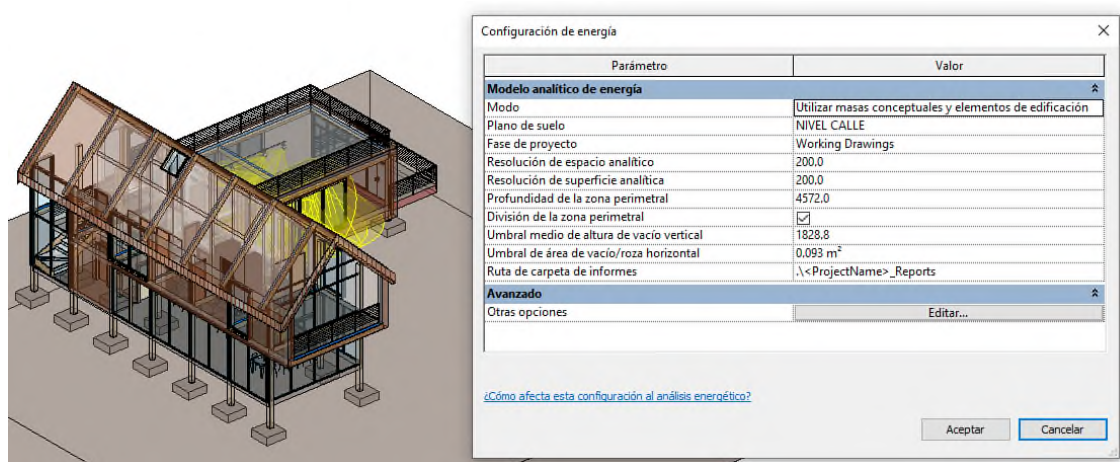 Configuración de energía
Parámetro Valor
Modelo analítico de energía
Modo Utilizar masas conceptuales y elementos de edificación
Plano de suelo NIVEL CALLE
Fase de proyecto Working Drawings
Resolución de espacio analítico 200,0
Resolución de superficie analítica 200,0
Profundidad de la zona perimetral 4572.0
División de la zona perimetral
Umbral medio de altura de vacío vertical 1828.8
Umbral de área de vacío/roza horizontal 0.093 m²
Ruta de carpeta de informes .\<ProjectName>_Reports
Avanzado
Otras opciones Editar...
¿Cómo afecta esta configuración al análisis energético?
Aceptar Cancelar